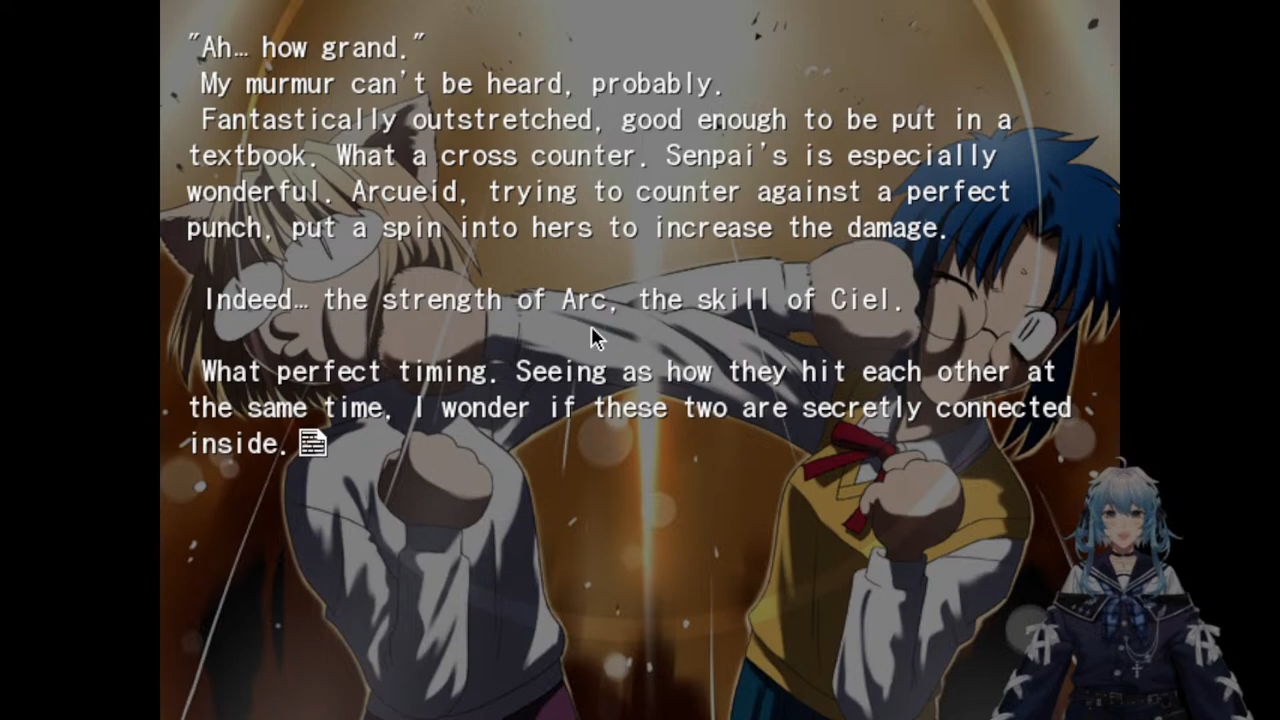 "Ah… how grand."
My murmur can't be heard, probably.
Fantastically outstretched, good enough to be put in a
textbook. What a cross counter. Senpai's is especially
wonderful. Arcueid, trying to counter against a perfect
punch, put a spin into hers to increase the damage.
Indeed… the strength of Arc, the skill of Ciel.
What perfect timing. Seeing as how they hit each other at
the same time, I wonder if these two are secretly connected
inside.